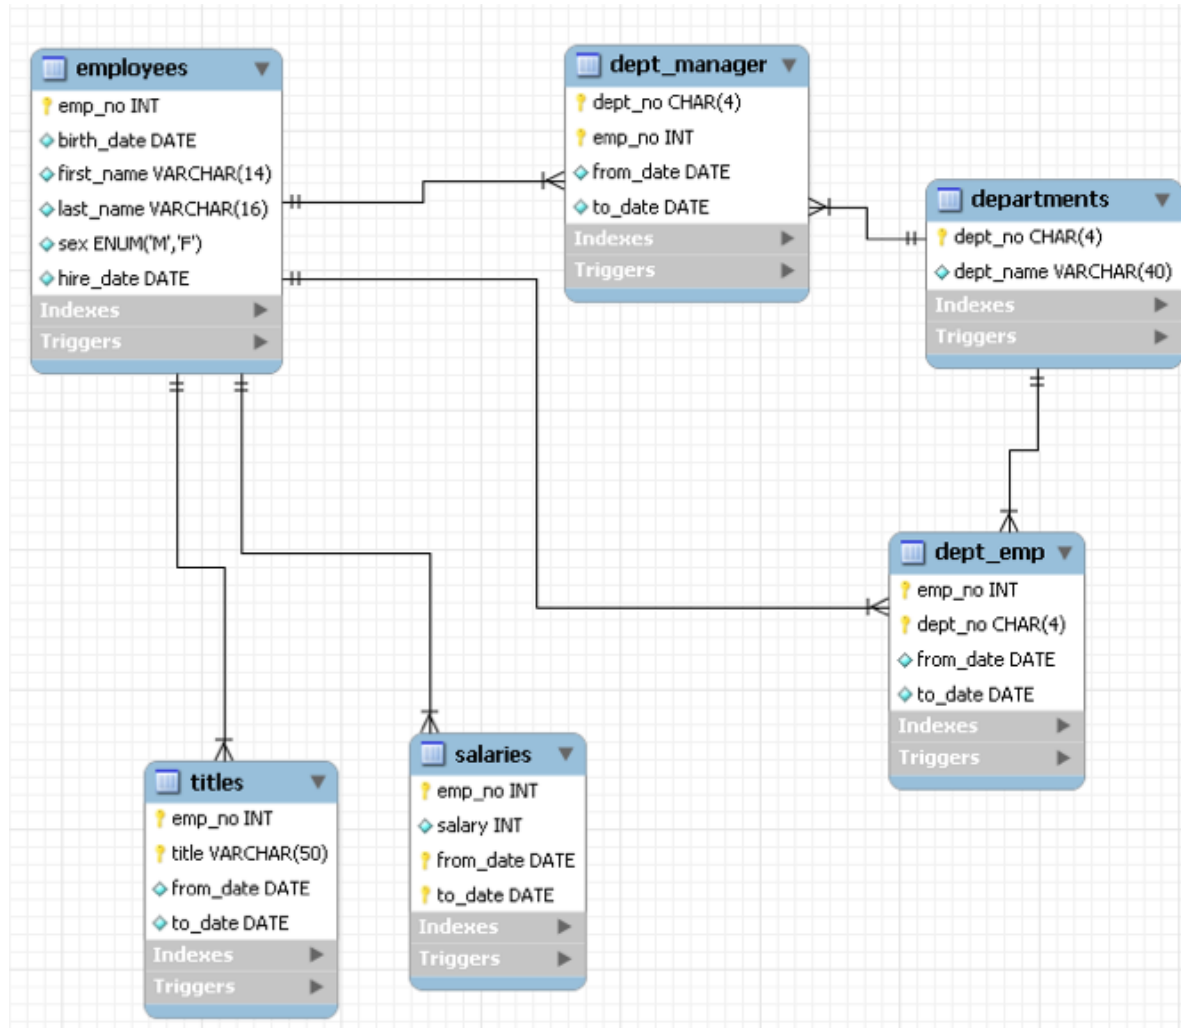 employees
emp_no INT
birth_date DATE
first_name VARCHAR(14)
last_name VARCHAR(16)
sex ENUM('M','F')
hire_date DATE
Indexes
Triggers
dept_manager
dept_no CHAR(4)
emp_no INT
from_date DATE
to_date DATE
Indexes
Triggers
departments
dept_no CHAR(4)
dept_name VARCHAR(40)
Indexes
Triggers
dept_emp
emp_no INT
dept_no CHAR(4)
from_date DATE
to_date DATE
Indexes
Triggers
titles
emp_no INT
title VARCHAR(50)
from_date DATE
to_date DATE
Indexes
Triggers
salaries
emp_no INT
salary INT
from_date DATE
to_date DATE
Indexes
Triggers